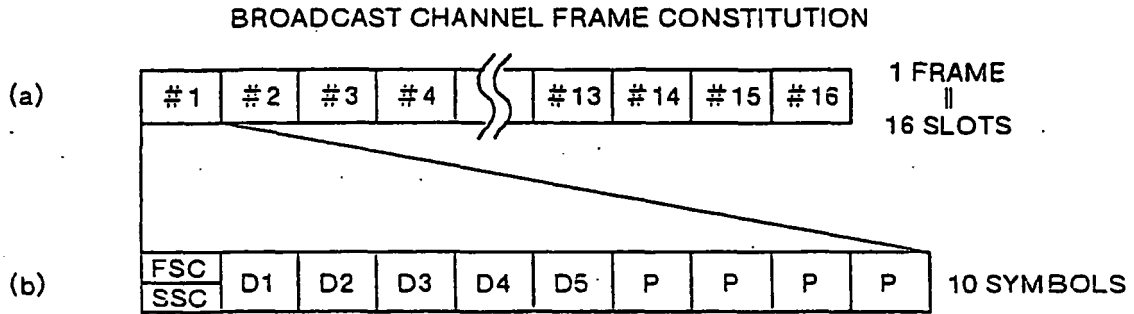 BROADCAST CHANNEL FRAME CONSTITUTION
(a) #1 #2 #3 #4 #13 #14 #15 #16
1 FRAME
||
16 SLOTS
(b) FSC SSC D1 D2 D3 D4 D5 P P P P 10 SYMBOLS